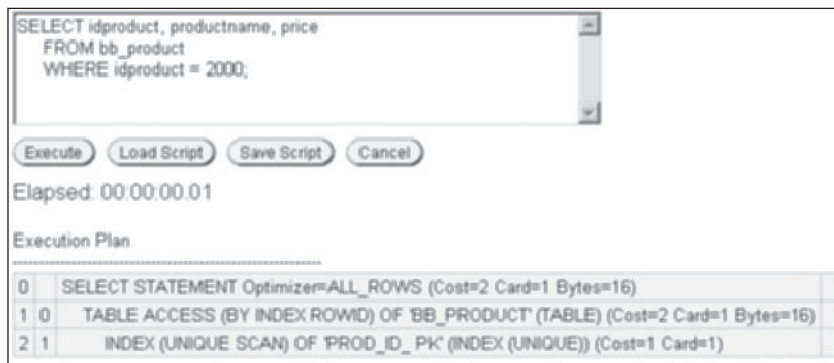 SELECT idproduct, productname, price
FROM bb_product
WHERE idproduct = 2000;
Execute Load Script Save Script Cancel
Elapsed: 00:00:00.01
Execution Plan
----------------------------------------------------------
0 SELECT STATEMENT Optimizer=ALL_ROWS (Cost=2 Card=1 Bytes=16)
1 0 TABLE ACCESS (BY INDEX ROWID) OF 'BB_PRODUCT' (TABLE) (Cost=2 Card=1 Bytes=16)
2 1 INDEX (UNIQUE SCAN) OF 'PROD_ID_ PK' (INDEX (UNIQUE)) (Cost=1 Card=1)